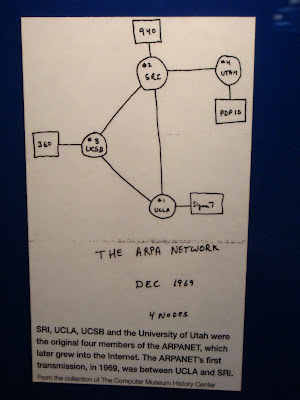 940
#2
SRI
#4
UTAH
PDP 10
360
#3
UCSB
#1
UCLA
Sigma 7
THE ARPA NETWORK
DEC 1969
4 NODES
SRI, UCLA, UCSB and the University of Utah were
the original four members of the ARPANET, which
later grew into the Internet. The ARPANET's first
transmission, in 1969, was between UCLA and SRI.
From the collection of The Computer Museum History Center